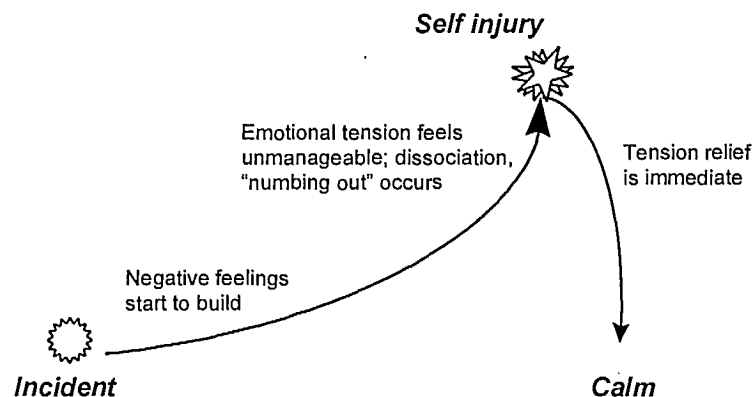 Self injury
Emotional tension feels
unmanageable; dissociation,
"numbing out" occurs
Tension relief
is immediate
Negative feelings
start to build
Incident
Calm